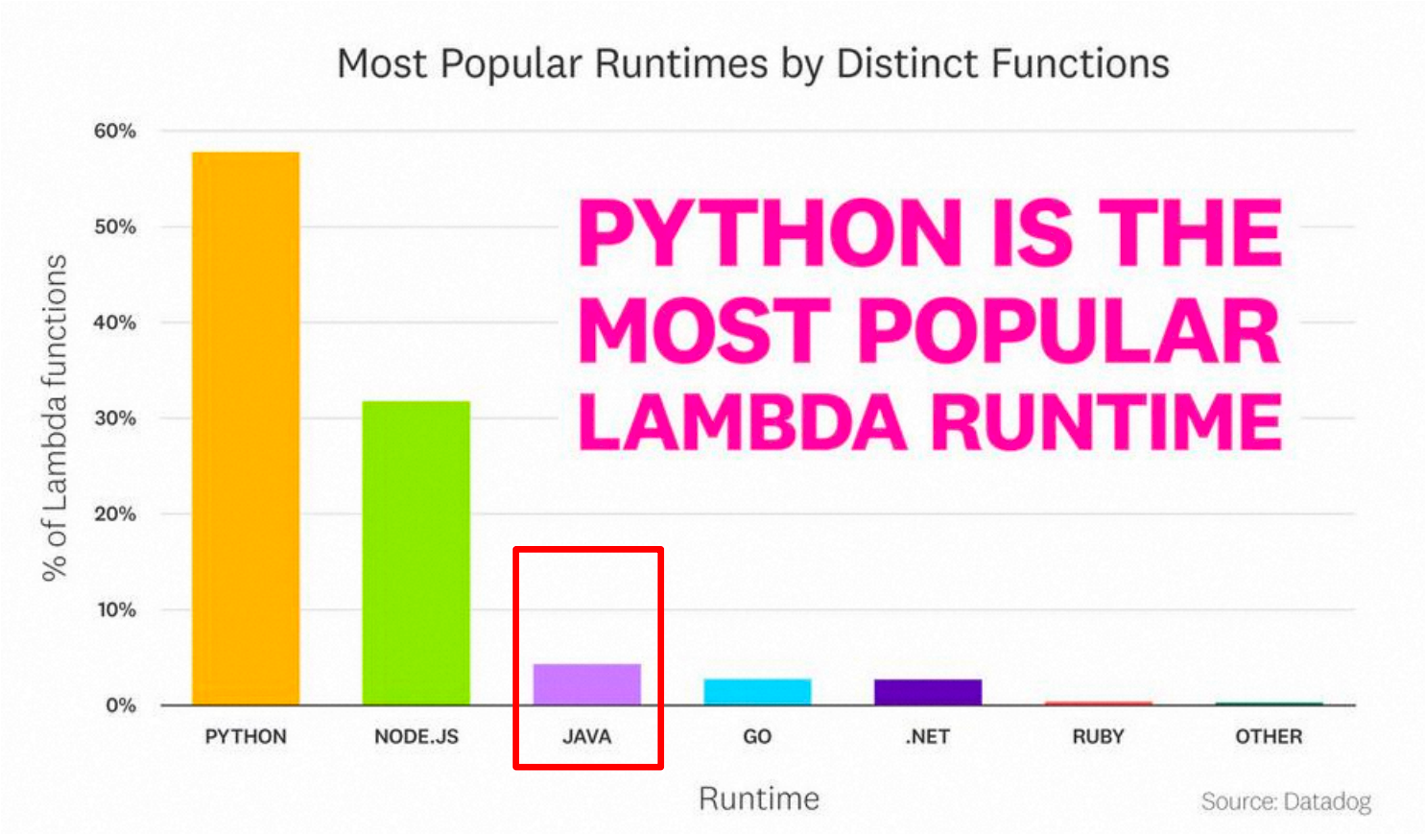 Most Popular Runtimes by Distinct Functions
60%
50%
40%
30%
20%
10%
0%
% of Lambda functions
PYTHON IS THE
MOST POPULAR
LAMBDA RUNTIME
PYTHON NODE.JS JAVA GO .NET RUBY OTHER
Runtime
Source: Datadog